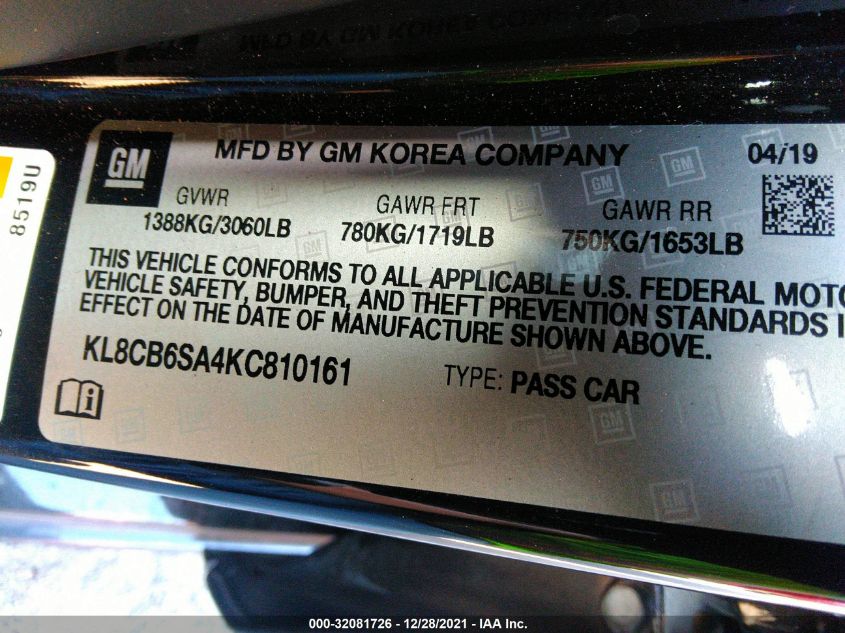 GM
MFD BY GM KOREA COMPANY
04/19
GVWR
1388KG/3060LB
GAWR FRT
780KG/1719LB
GAWR RR
750KG/1653LB
THIS VEHICLE CONFORMS TO ALL APPLICABLE U.S. FEDERAL
VEHICLE SAFETY, BUMPER, AND THEFT PREVENTION STANDARDS
EFFECT ON THE DATE OF MANUFACTURE SHOWN ABOVE.
KL8CB6SA4KC810161
TYPE: PASS CAR
8519U
000-32081726 - 12/28/2021 - IAA Inc.